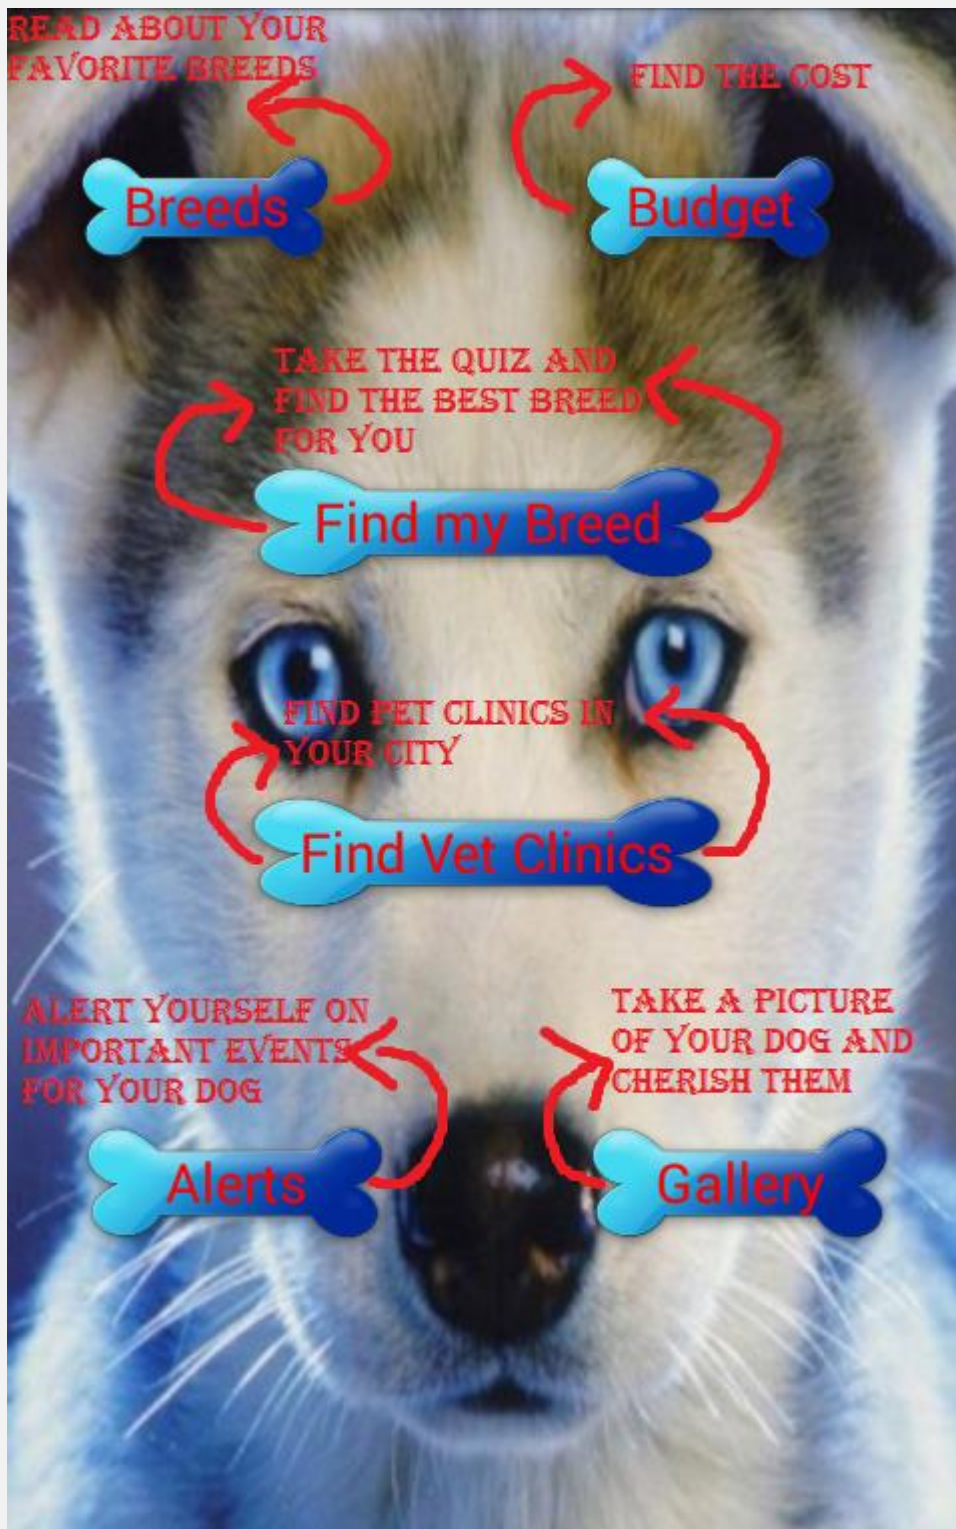 READ ABOUT YOUR
FAVORITE BREEDS
FIND THE COST
Breeds
Budget
TAKE THE QUIZ AND
FIND THE BEST BREED
FOR YOU
Find my Breed
FIND PET CLINICS IN
YOUR CITY
Find Vet Clinics
ALERT YOURSELF ON
IMPORTANT EVENTS
FOR YOUR DOG
TAKE A PICTURE
OF YOUR DOG AND
CHERISH THEM
Alerts
Gallery